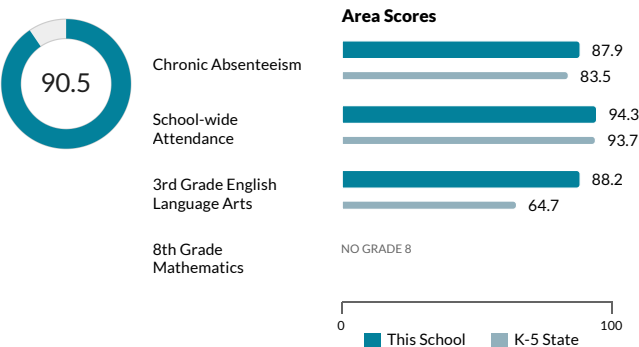 Area Scores
90.5
Chronic Absenteeism
87.9
83.5
School-wide
Attendance
94.3
93.7
3rd Grade English
Language Arts
88.2
64.7
8th Grade
Mathematics
NO GRADE 8
0 100
This School K-5 State